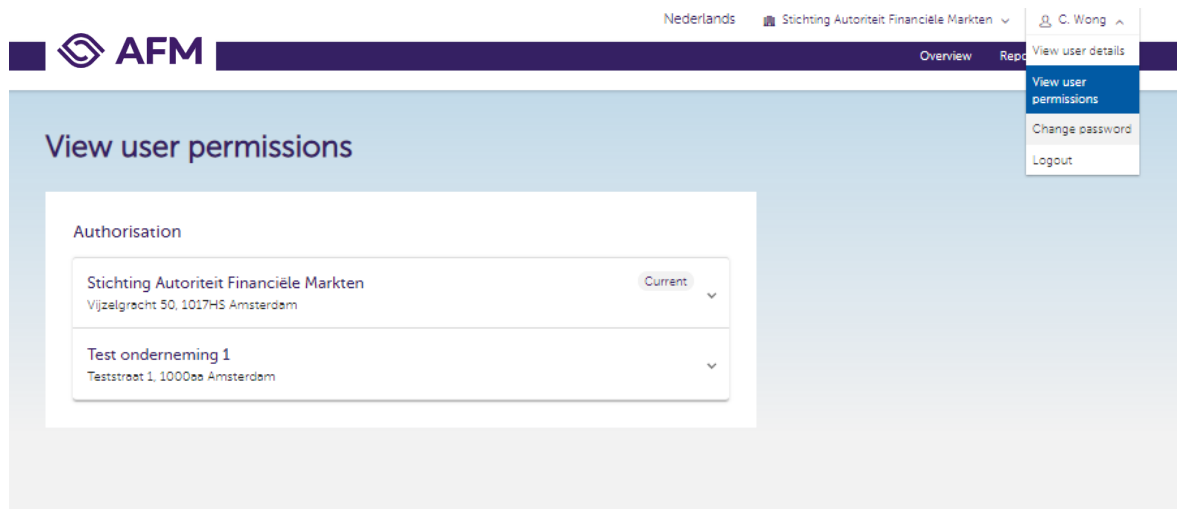 Nederlands
Stichting Autoriteit Financiële Markten
C. Wong
AFM
Overview
View user details
View user
permissions
Change password
Logout
View user permissions
Authorisation
Stichting Autoriteit Financiële Markten
Current
Vijzelgracht 50, 1017HS Amsterdam
Test onderneming 1
Teststraat 1, 1000aa Amsterdam